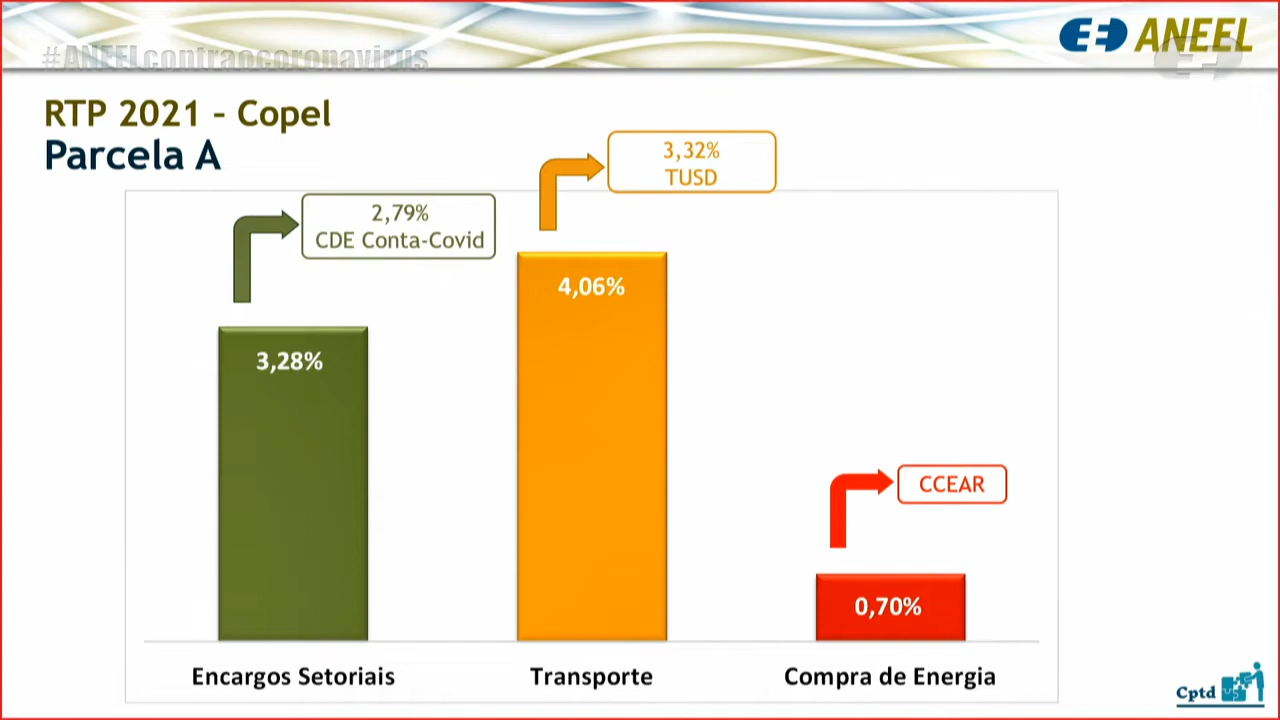 #ANEELcontraocoronavirus
ANEEL
RTP 2021 – Copel
Parcela A
3,32%
TUSD
2,79%
CDE Conta-Covid
4,06%
3,28%
CCEAR
0,70%
Encargos Setoriais
Transporte
Compra de Energia
Cptd